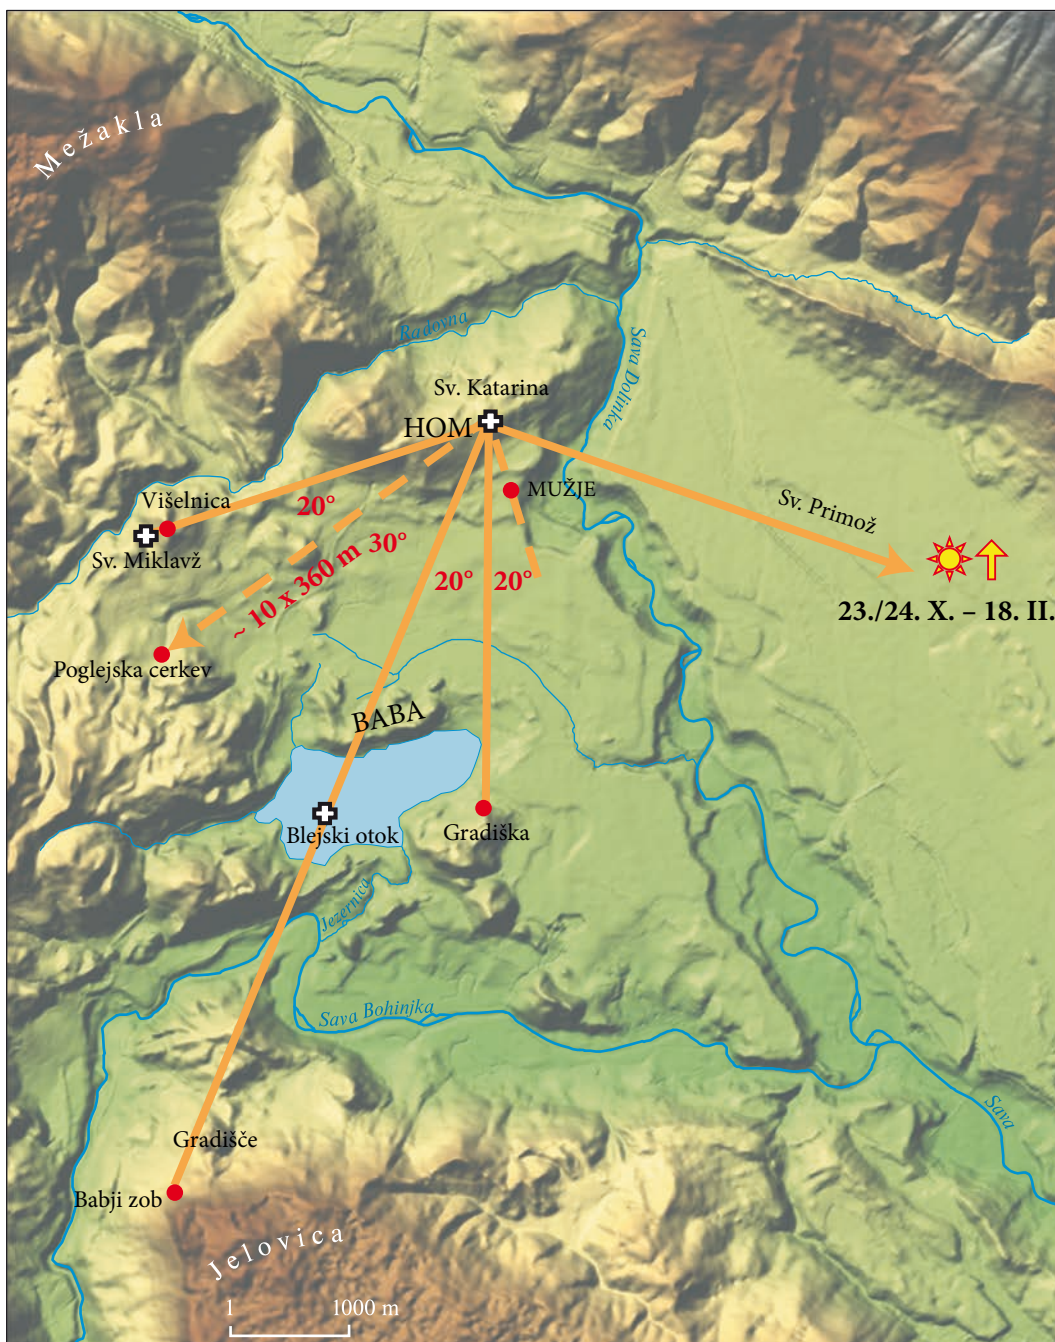 Mežakla
Radovna
Sava Dolinka
Sv. Katarina
HOM
MUŽJE
Sv. Primož
Višelnica
20°
Sv. Miklavž
~ 10 x 360 m 30°
20° 20°
23./24. X. – 18. II.
Poglejska cerkev
BABA
Blejski otok
Gradiška
Jezernica
Sava Bohinjka
Sava
Gradišče
Babji zob
Jelovica
1 1000 m